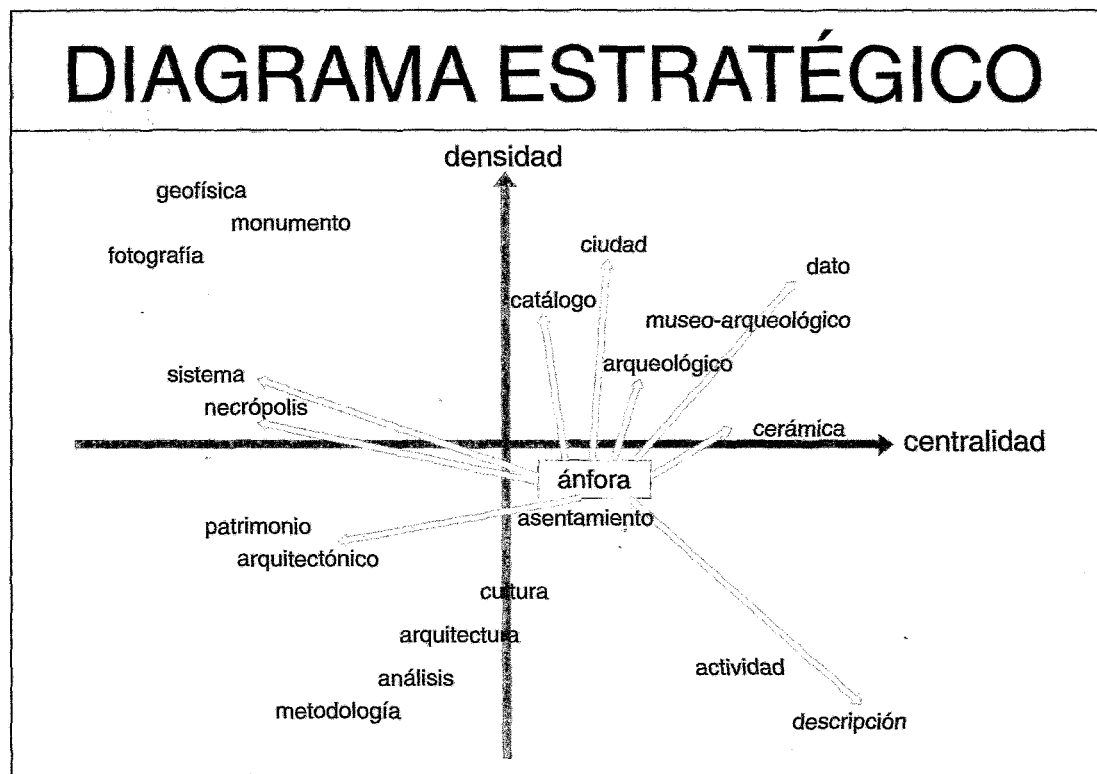 DIAGRAMA ESTRATÉGICO
densidad
geofísica
monumento
fotografía
ciudad
dato
catálogo
museo-arqueológico
arqueológico
sistema
necrópolis
cerámica
centralidad
ánfora
asentamiento
patrimonio
arquitectónico
cultura
arquitectura
análisis
actividad
metodología
descripción